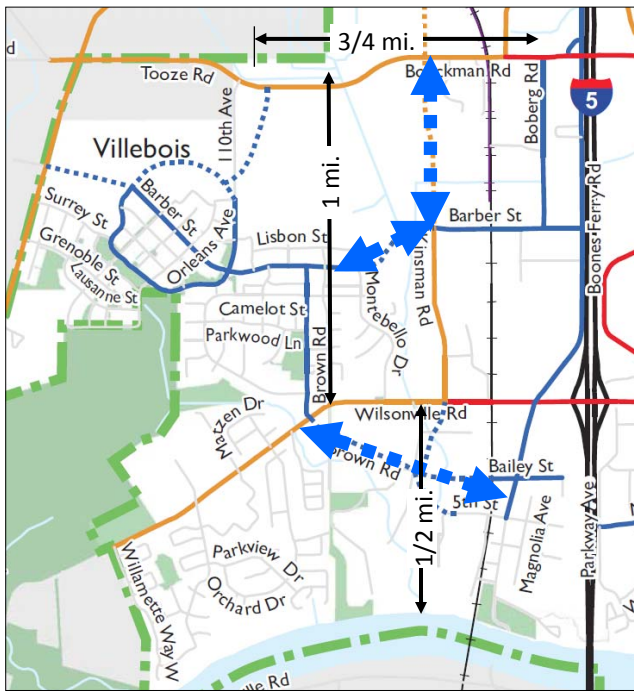 3/4 mi.
Tooze Rd
Boeckman Rd
110th Ave
Boberg Rd
5
Villebois
1 mi.
Boones Ferry Rd
Barber St
Surrey St
Grenoble St
Lausanne St
Orleans Ave
Lisbon St
Barber St
Kinsman Rd
Montebello Dr
Camelot St
Parkwood Ln
Brown Rd
Matzen Dr
Wilsonville Rd
Brown Rd
Bailey St
5th St
1/2 mi.
Magnolia Ave
Parkway Ave
Parkview Dr
Orchard Dr
Willamette Way W
ville Rd